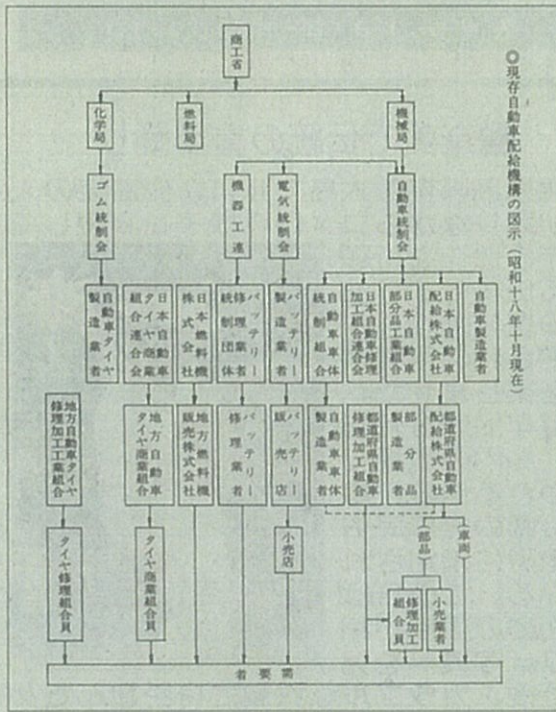 ◎現存自動車配給機構の図示（昭和十八年十月現在）
商工省
機械局
燃料局
化学局
自動車統制会
電気統制会
機器工連
ゴム統制会
自動車製造業者
日本自動車
配給株式会社
日本自動車
部分品工業組合
日本自動車修理
加工組合連合会
自動車車体
統制組合
バッテリー
製造業者
バッテリー
修理業者
統制団体
日本燃料機
株式会社
日本自動車
タイヤ商業
組合連合会
自動車タイヤ
製造業者
都道府県自動車
配給株式会社
部分品
製造業者
都道府県自動車
修理加工組合
自動車車体
製造業者
バッテリー
販売店
バッテリー
修理業者
地方燃料機
販売株式会社
地方自動車
タイヤ商業組合
地方自動車タイヤ
修理加工工業組合
（車両）
（部品）
小売業者
修理加工
組合員
小売店
タイヤ商業組合員
タイヤ修理組合員
者要需